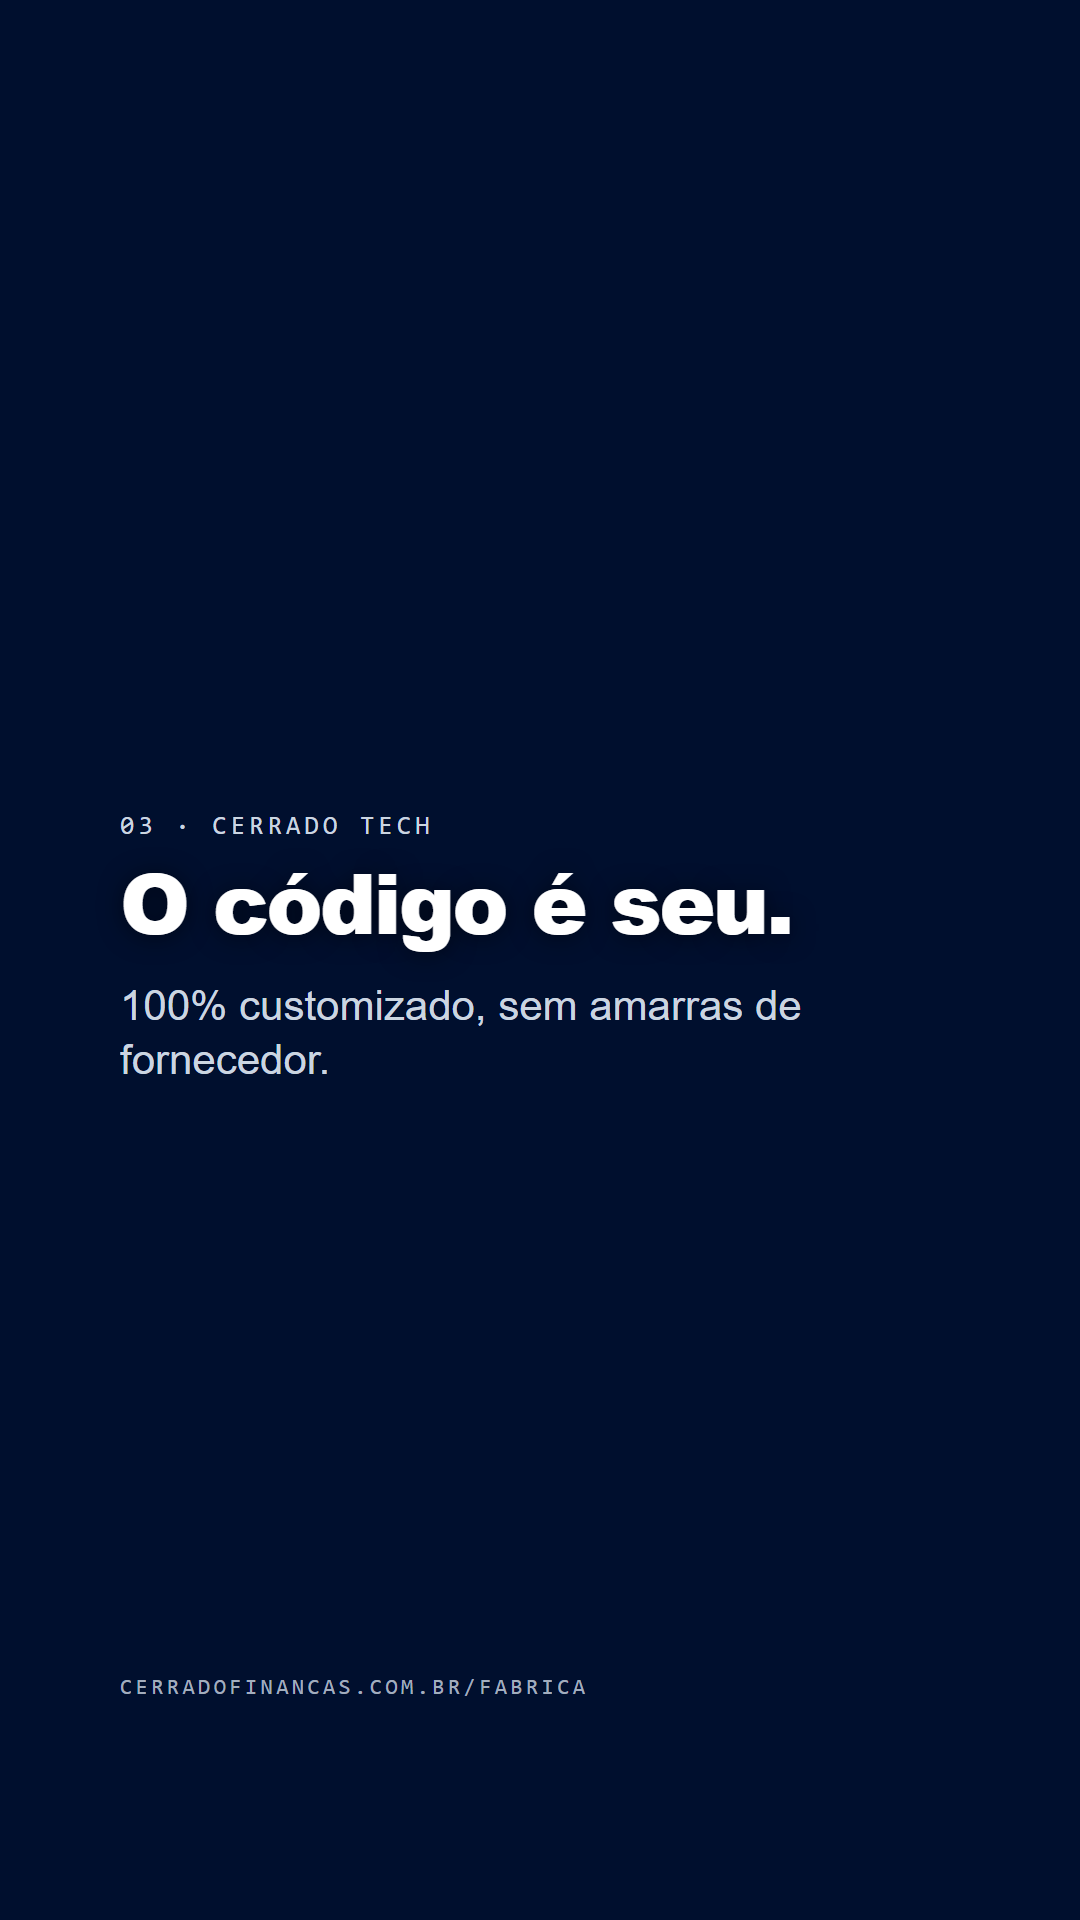 03 · CERRADO TECH
O código é seu.
100% customizado, sem amarras de
fornecedor.
CERRADOFINANCAS.COM.BR/FABRICA